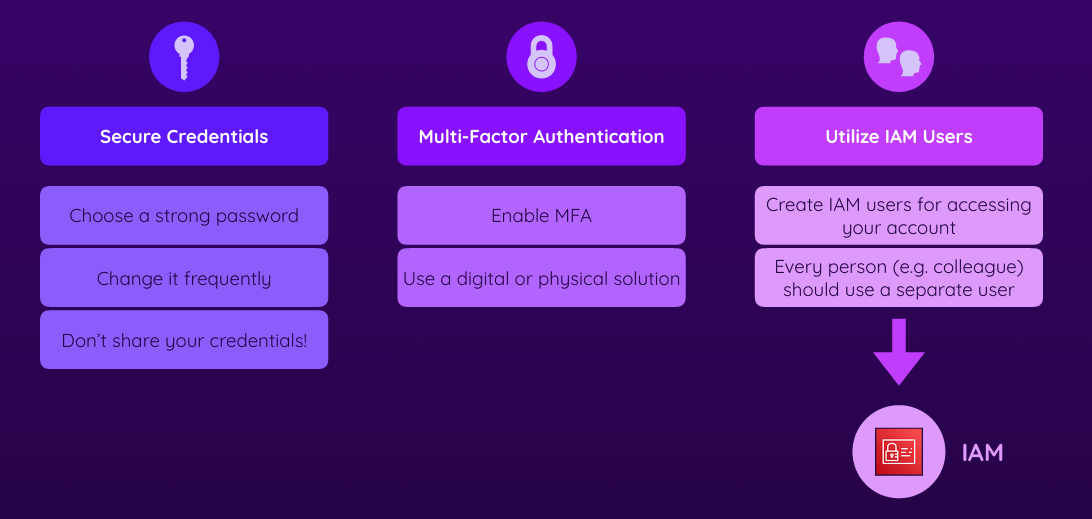 Secure Credentials
Choose a strong password
Change it frequently
Don't share your credentials!
Multi-Factor Authentication
Enable MFA
Use a digital or physical solution
Utilize IAM Users
Create IAM users for accessing
your account
Every person (e.g. colleague)
should use a separate user
IAM